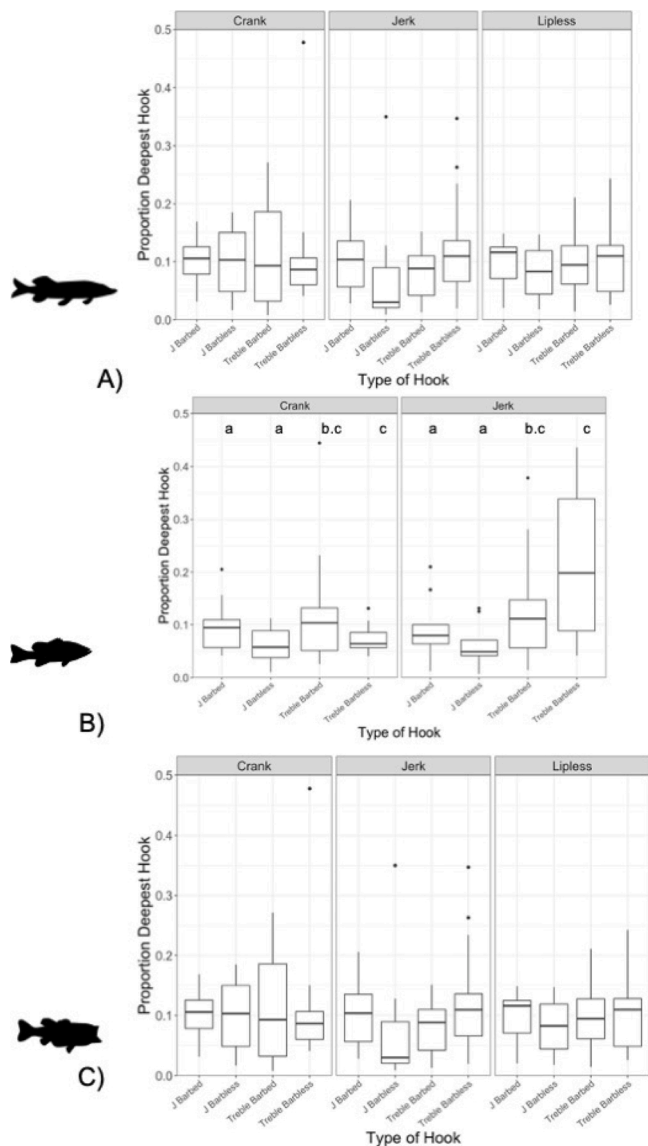 Crank Jerk Lipless
0.5
0.4
0.3
0.2
0.1
0.0
Proportion Deepest Hook
J Barbed J Barbless Treble Barbed Treble Barbless J Barbed J Barbless Treble Barbed Treble Barbless J Barbed J Barbless Treble Barbed Treble Barbless
Type of Hook
A)
Crank Jerk
a a b.c c a a b.c c
0.5
0.4
0.3
0.2
0.1
0.0
Proportion Deepest Hook
J Barbed J Barbless Treble Barbed Treble Barbless J Barbed J Barbless Treble Barbed Treble Barbless
Type of Hook
B)
Crank Jerk Lipless
0.5
0.4
0.3
0.2
0.1
0.0
Proportion Deepest Hook
J Barbed J Barbless Treble Barbed Treble Barbless J Barbed J Barbless Treble Barbed Treble Barbless J Barbed J Barbless Treble Barbed Treble Barbless
Type of Hook
C)